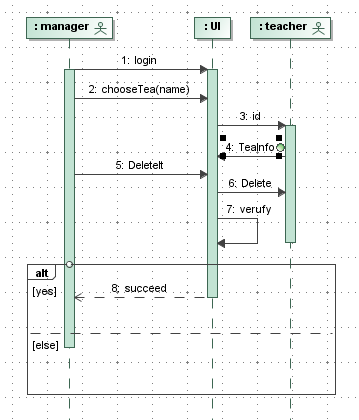 : manager
: UI
: teacher
1: login
2: chooseTea(name)
3: id
4: TeaInfo
5: DeleteIt
6: Delete
7: verufy
alt
[yes]
8: succeed
[else]